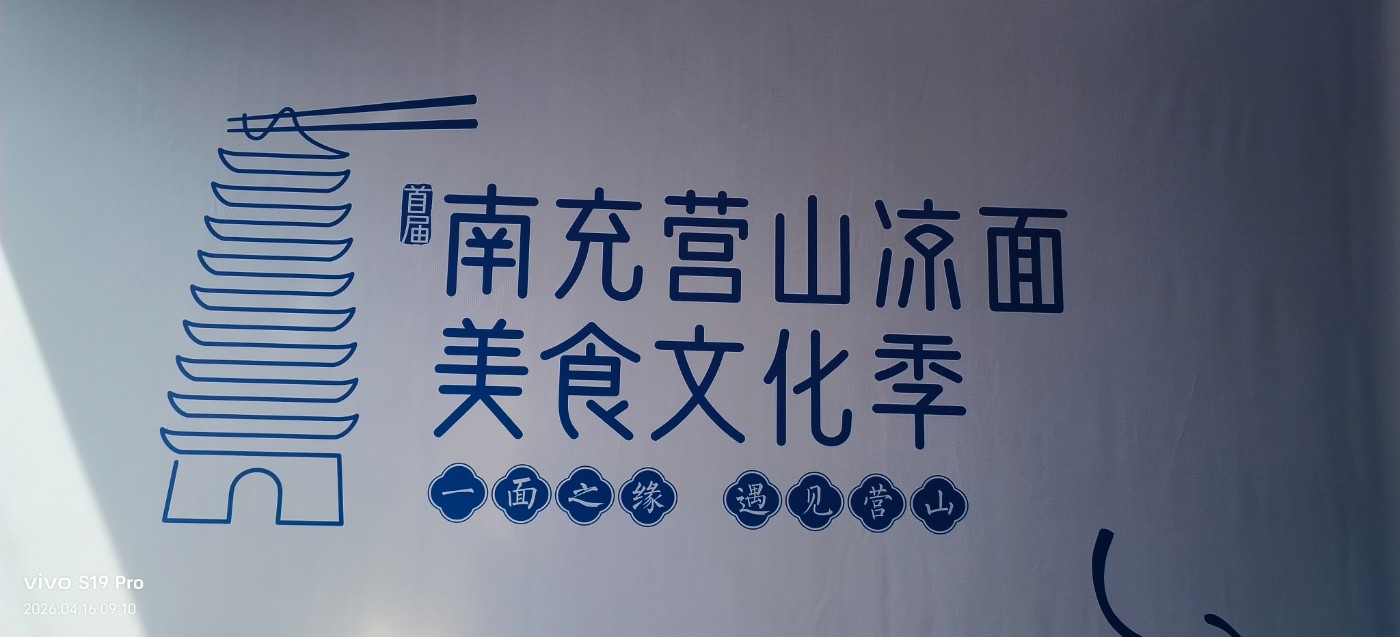 首届
南充营山凉面
美食文化季
一面之缘 遇见营山
vivo S19 Pro
2026.04.16 09:10